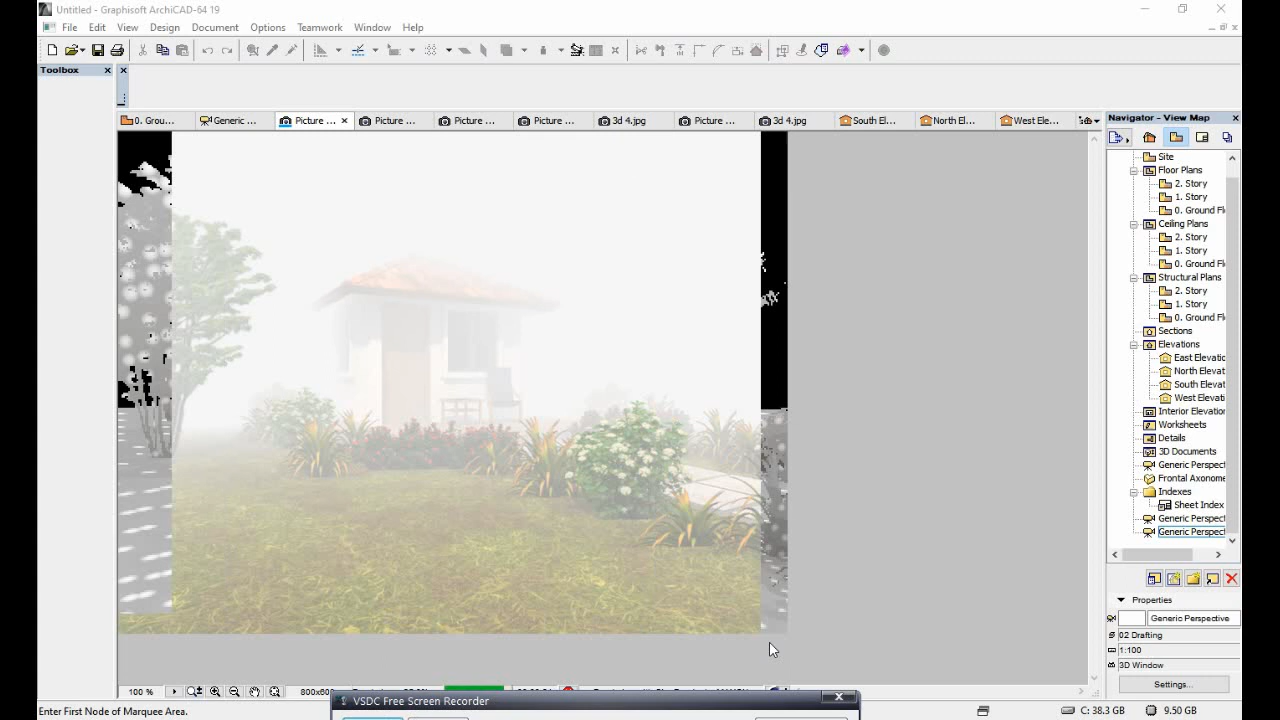 Untitled - Graphisoft ArchiCAD-64 19
File Edit View Design Document Options Teamwork Window Help
Toolbox
0. Grou... Generic ... Picture ... Picture ... Picture ... Picture ... 3d 4.jpg Picture ... 3d 4.jpg South El... North El... West Ele...
Navigator - View Map
Site
Floor Plans
2. Story
1. Story
0. Ground Fl
Ceiling Plans
2. Story
1. Story
0. Ground Fl
Structural Plans
2. Story
1. Story
0. Ground Fl
Sections
Elevations
East Elevatio
North Elevat
South Elevat
West Elevati
Interior Elevation
Worksheets
Details
3D Documents
Generic Perspect
Frontal Axonome
Indexes
Sheet Index
Generic Perspect
Generic Perspect
Properties
Generic Perspective
02 Drafting
1:100
3D Window
Settings...
100 %
800x600
VSDC Free Screen Recorder
Enter First Node of Marquee Area.
C: 38.3 GB
9.50 GB